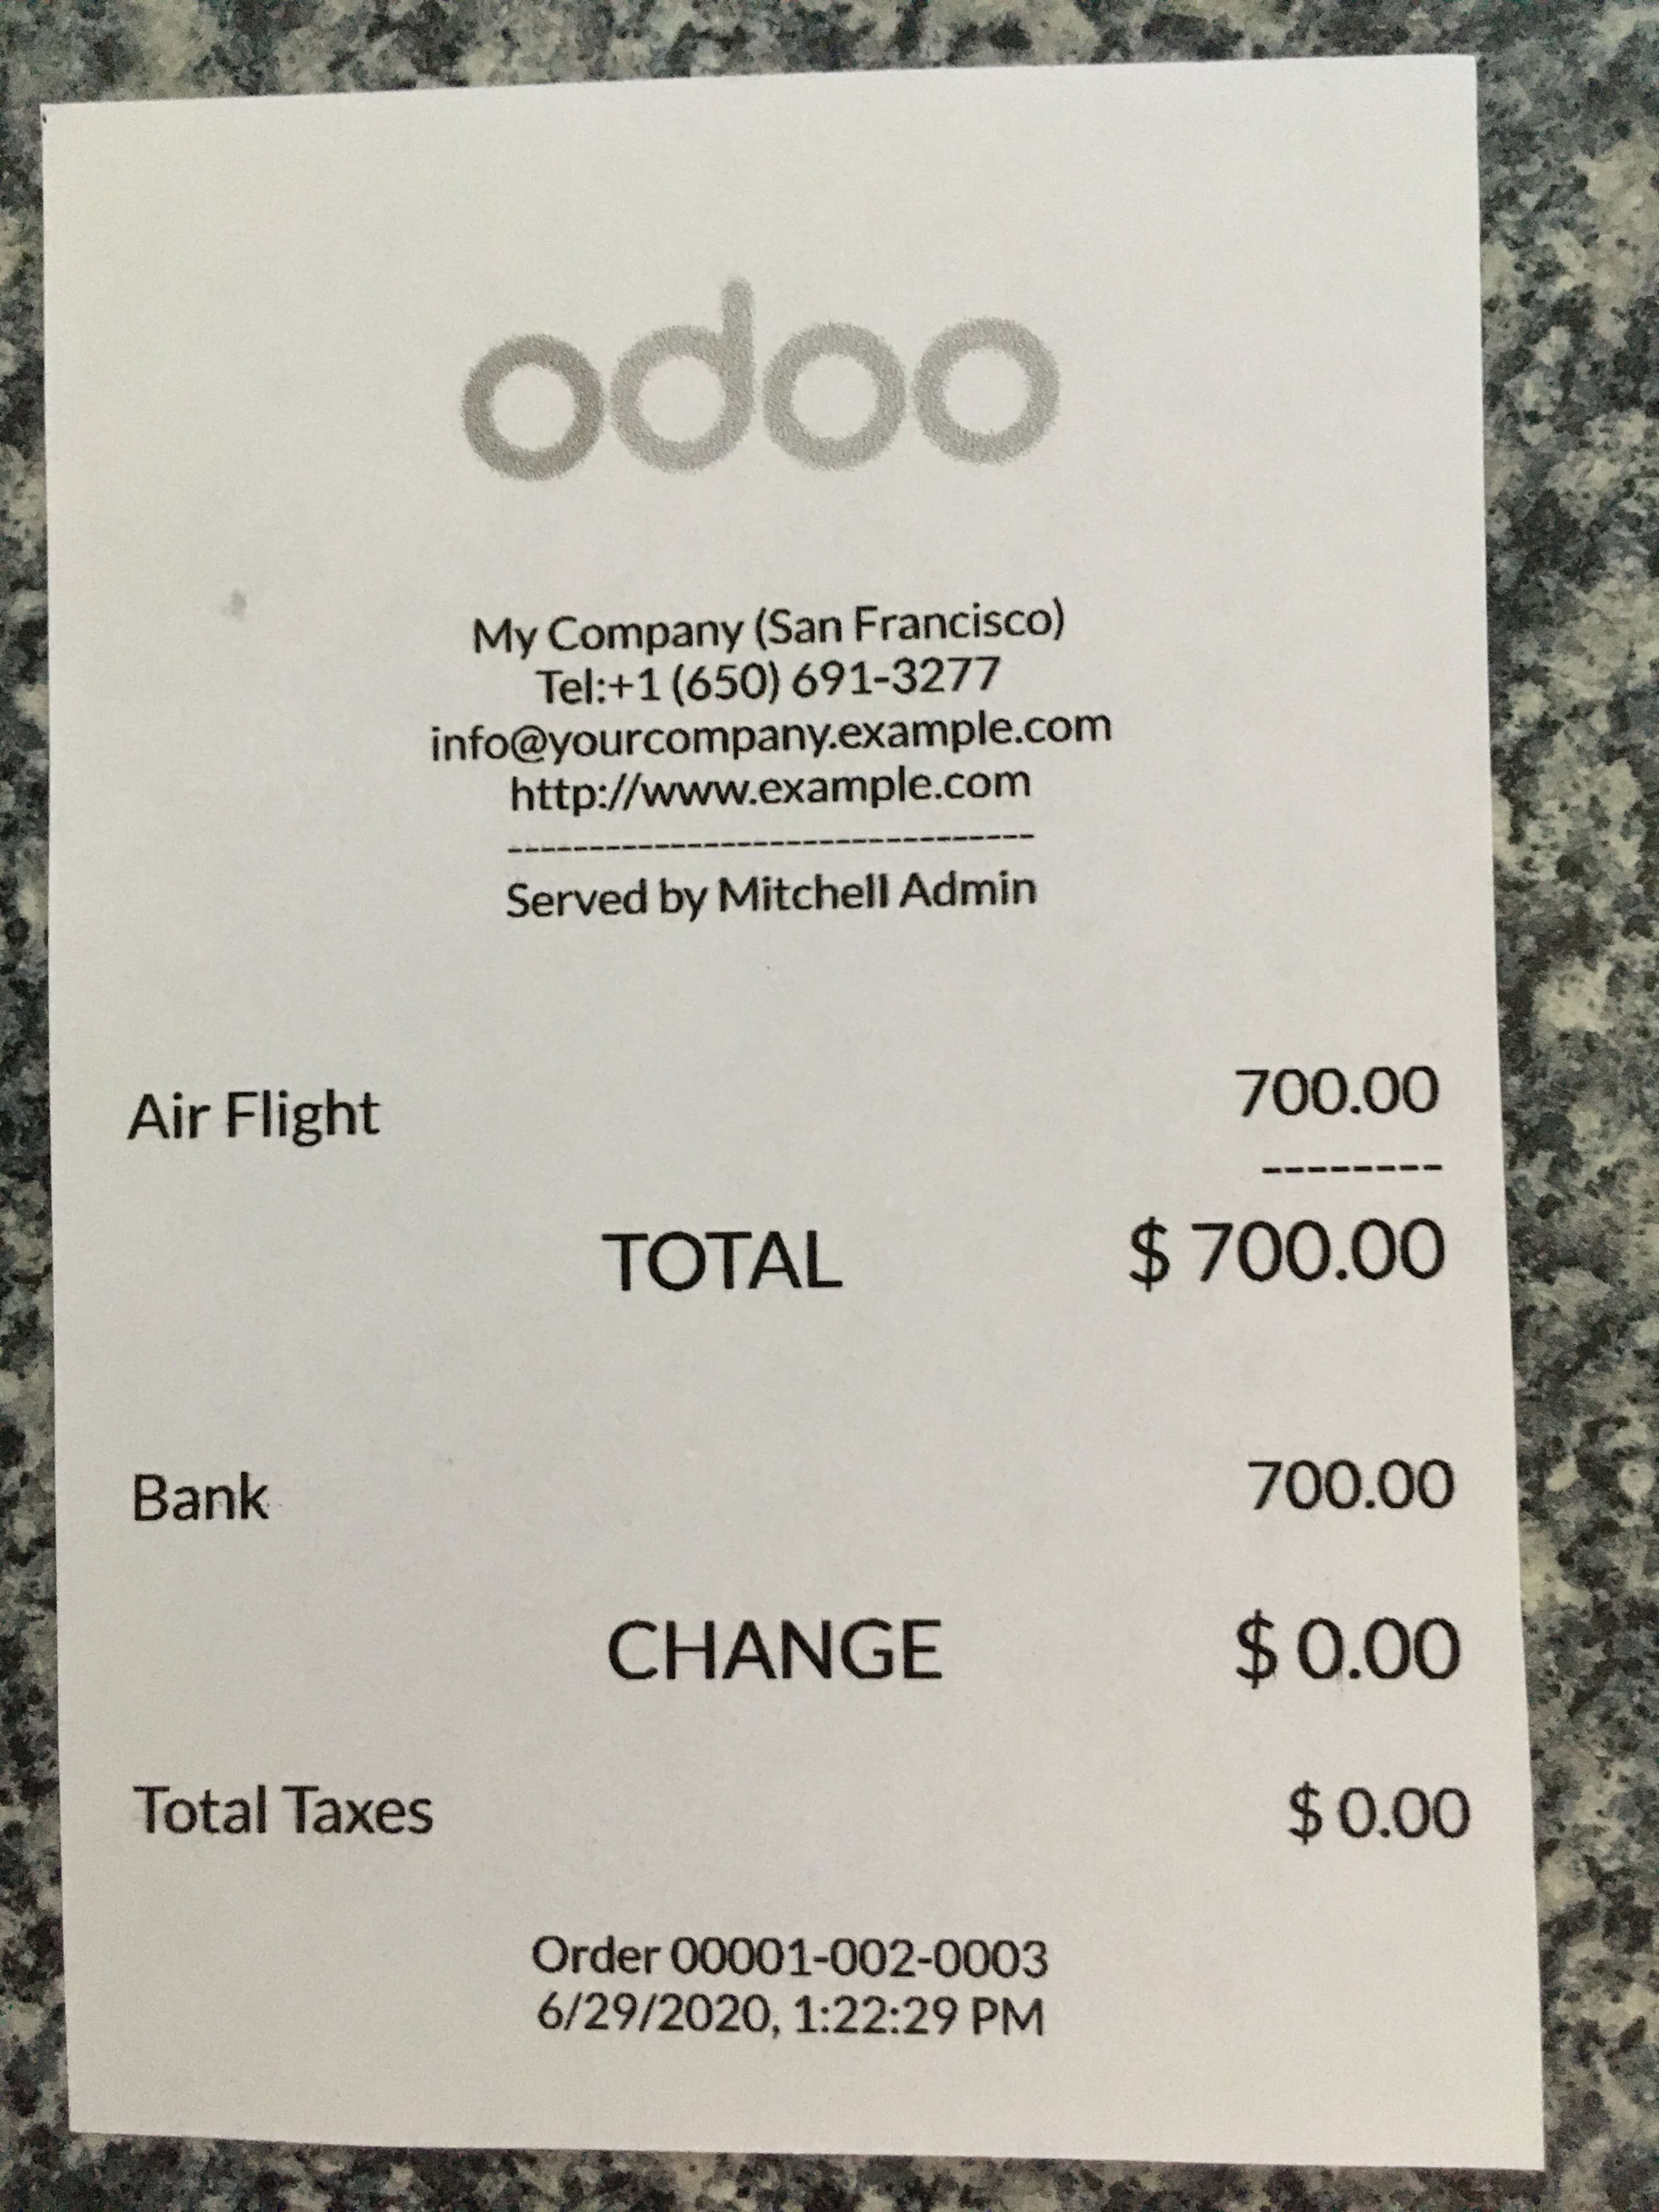 odoo
My Company (San Francisco)
Tel:+1 (650) 691-3277
info@yourcompany.example.com
http://www.example.com
--------------------------------
Served by Mitchell Admin
Air Flight 700.00
--------
TOTAL $ 700.00
Bank 700.00
CHANGE $ 0.00
Total Taxes $ 0.00
Order 00001-002-0003
6/29/2020, 1:22:29 PM